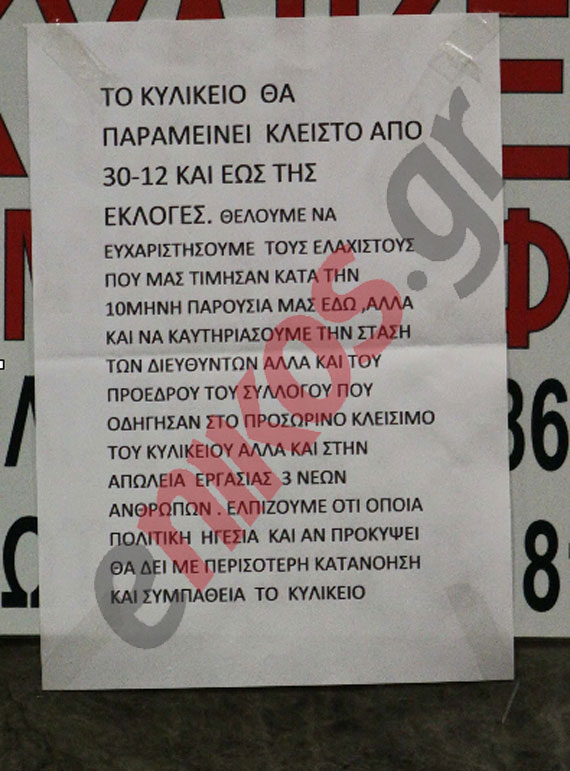 ΤΟ ΚΥΛΙΚΕΙΟ ΘΑ
ΠΑΡΑΜΕΙΝΕΙ ΚΛΕΙΣΤΟ ΑΠΟ
30-12 ΚΑΙ ΕΩΣ ΤΗΣ
ΕΚΛΟΓΕΣ. ΘΕΛΟΥΜΕ ΝΑ
ΕΥΧΑΡΙΣΤΗΣΟΥΜΕ ΤΟΥΣ ΕΛΑΧΙΣΤΟΥΣ
ΠΟΥ ΜΑΣ ΤΙΜΗΣΑΝ ΚΑΤΑ ΤΗΝ
10ΜΗΝΗ ΠΑΡΟΥΣΙΑ ΜΑΣ ΕΔΩ ,ΑΛΛΑ
ΚΑΙ ΝΑ ΚΑΥΤΗΡΙΑΣΟΥΜΕ ΤΗΝ ΣΤΑΣΗ
ΤΩΝ ΔΙΕΥΘΥΝΤΩΝ ΑΛΛΑ ΚΑΙ ΤΟΥ
ΠΡΟΕΔΡΟΥ ΤΟΥ ΣΥΛΛΟΓΟΥ ΠΟΥ
ΟΔΗΓΗΣΑΝ ΣΤΟ ΠΡΟΣΩΡΙΝΟ ΚΛΕΙΣΙΜΟ
ΤΟΥ ΚΥΛΙΚΕΙΟΥ ΑΛΛΑ ΚΑΙ ΣΤΗΝ
ΑΠΩΛΕΙΑ ΕΡΓΑΣΙΑΣ 3 ΝΕΩΝ
ΑΝΘΡΩΠΩΝ . ΕΛΠΙΖΟΥΜΕ ΟΤΙ ΟΠΟΙΑ
ΠΟΛΙΤΙΚΗ ΗΓΕΣΙΑ ΚΑΙ ΑΝ ΠΡΟΚΥΨΕΙ
ΘΑ ΔΕΙ ΜΕ ΠΕΡΙΣΟΤΕΡΗ ΚΑΤΑΝΟΗΣΗ
ΚΑΙ ΣΥΜΠΑΘΕΙΑ ΤΟ ΚΥΛΙΚΕΙΟ
enikos.gr